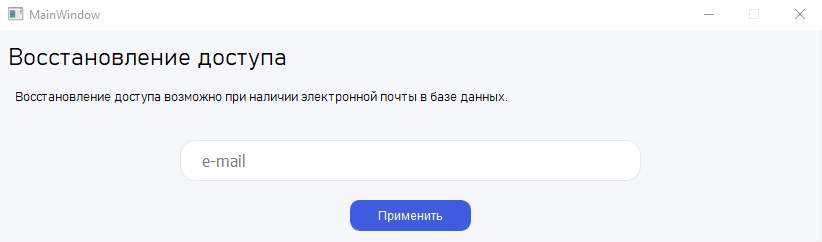 MainWindow
Восстановление доступа
Восстановление доступа возможно при наличии электронной почты в базе данных.
e-mail
Применить